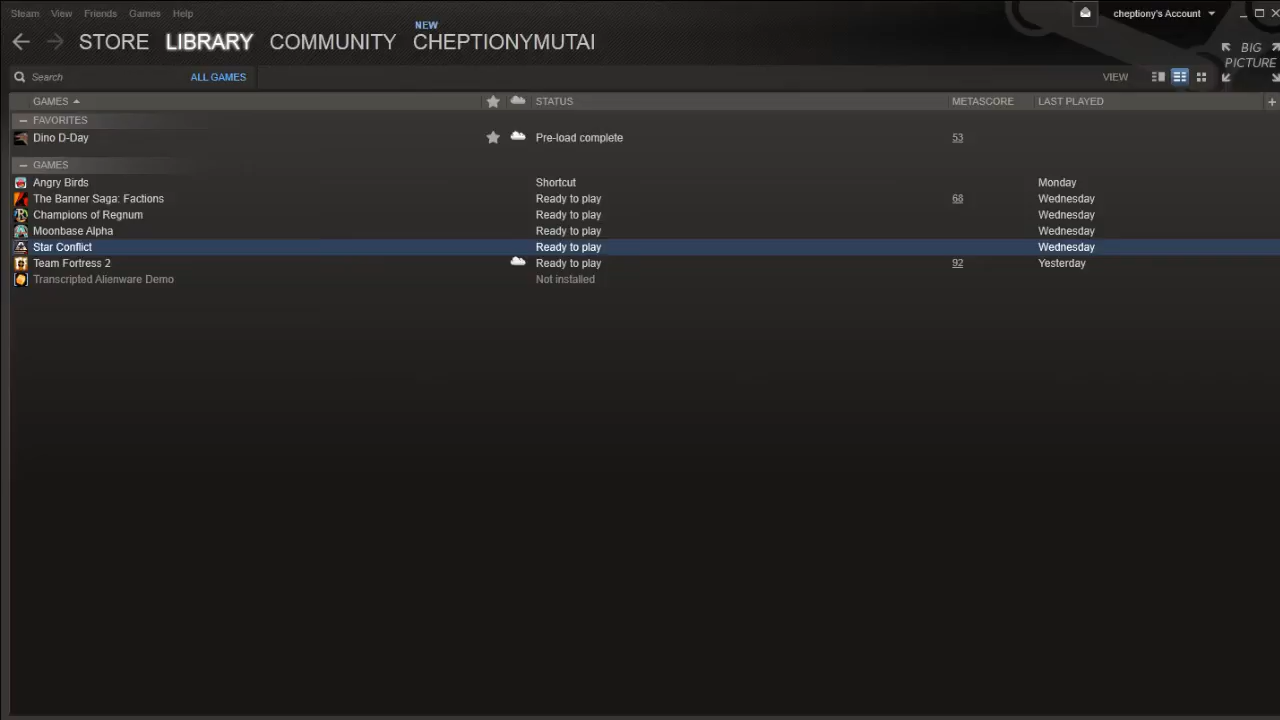 Steam View Friends Games Help cheptiony's Account
NEW
STORE LIBRARY COMMUNITY CHEPTIONYMUTAI
BIG
PICTURE
Search ALL GAMES VIEW
GAMES STATUS METASCORE LAST PLAYED +
— FAVORITES
Dino D-Day Pre-load complete 53
— GAMES
Angry Birds Shortcut Monday
The Banner Saga: Factions Ready to play 68 Wednesday
Champions of Regnum Ready to play Wednesday
Moonbase Alpha Ready to play Wednesday
Star Conflict Ready to play Wednesday
Team Fortress 2 Ready to play 92 Yesterday
Transcripted Alienware Demo Not installed